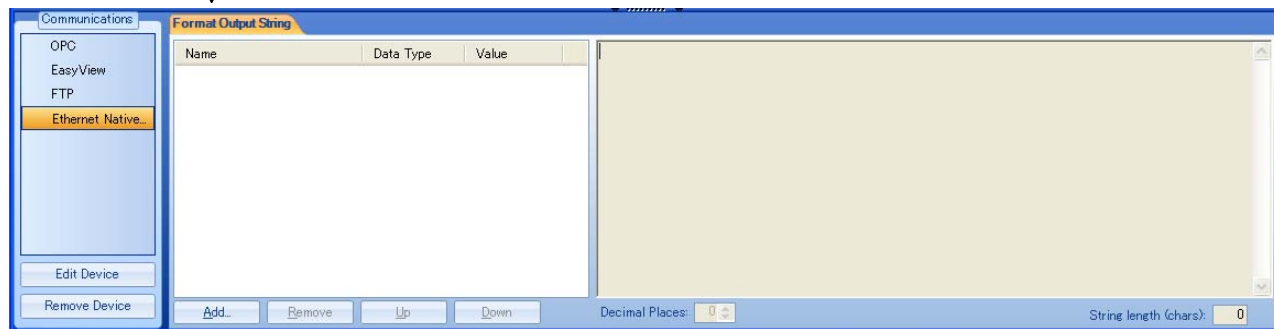 Communications
OPC
EasyView
FTP
Ethernet Native...
Edit Device
Remove Device
Format Output String
Name Data Type Value
Add... Remove Up Down
Decimal Places: 0
String length (chars): 0